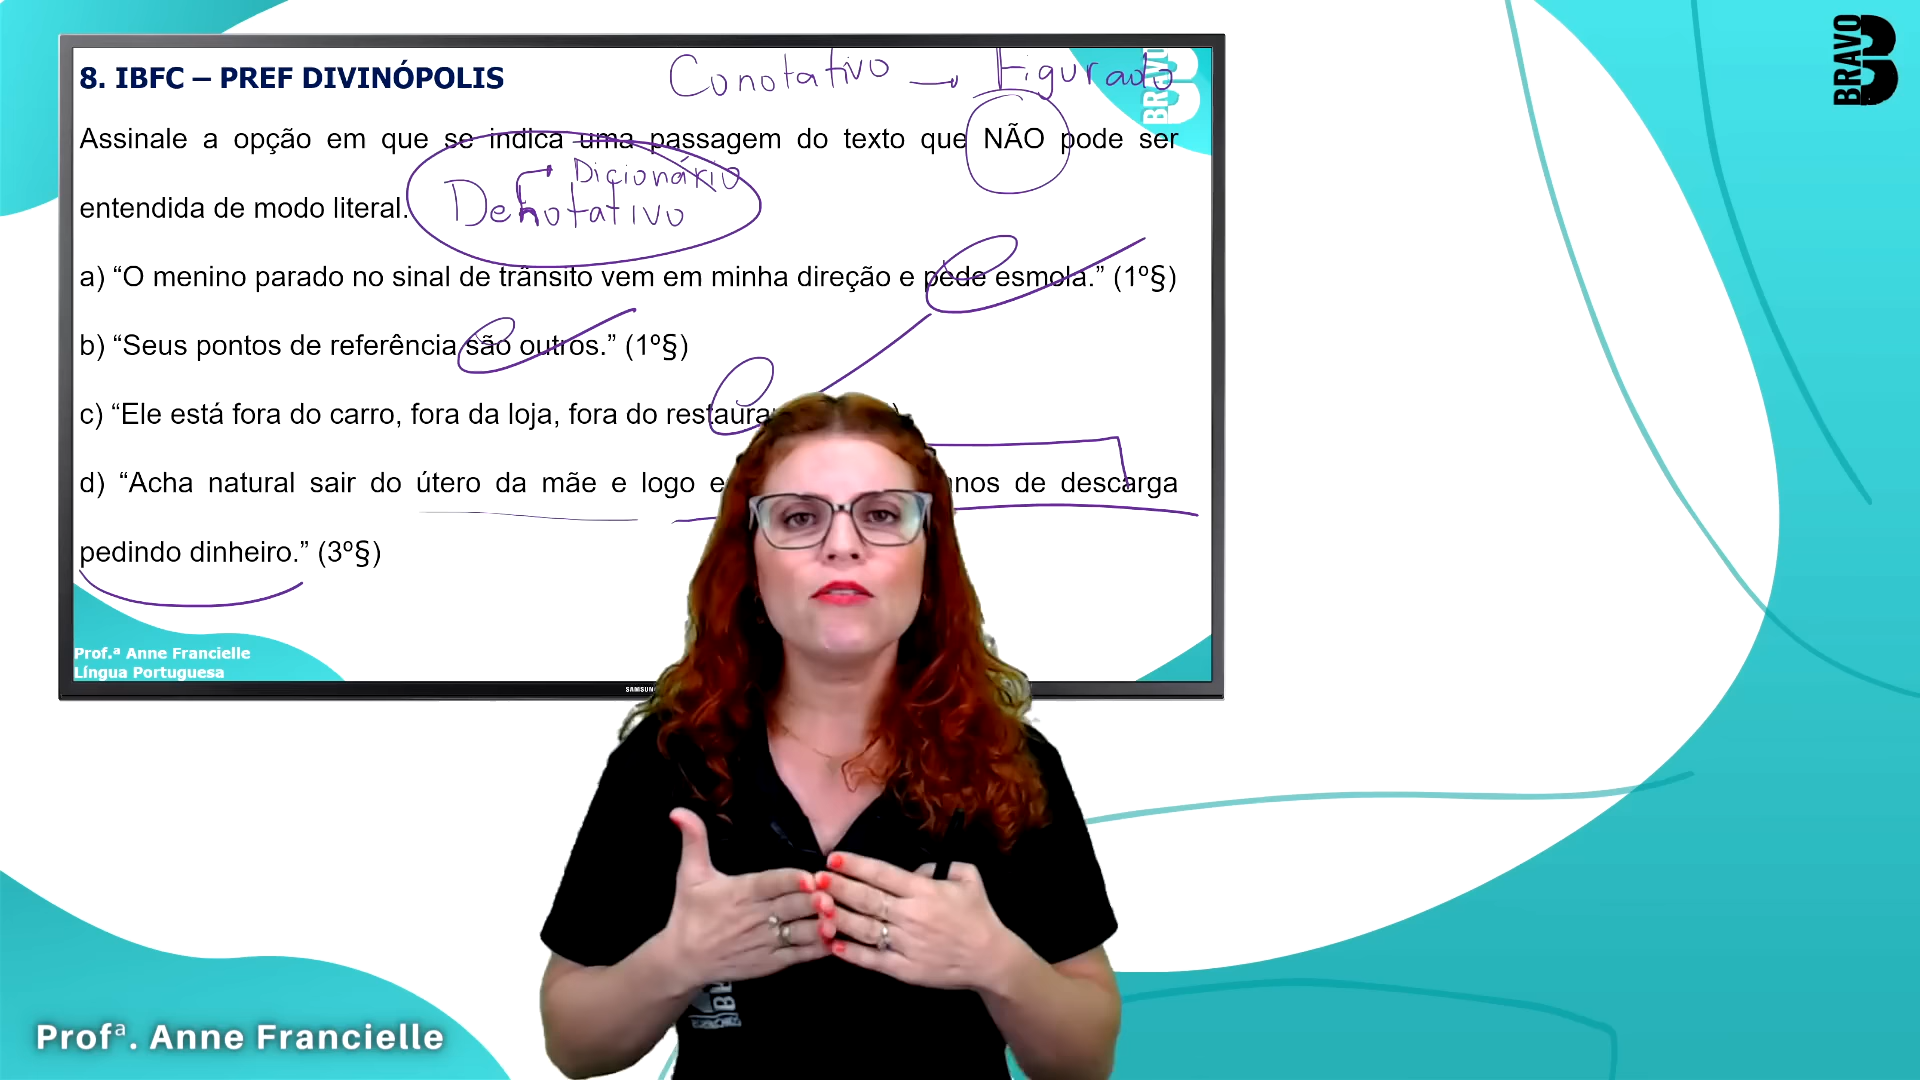 BRAVO
8. IBFC – PREF DIVINÓPOLIS
Conotativo → Figurado
BRAVO
Assinale a opção em que se indica uma passagem do texto que NÃO pode ser
Dicionário
entendida de modo literal.
Denotativo
a) “O menino parado no sinal de trânsito vem em minha direção e pede esmola.” (1º§)
b) “Seus pontos de referência são outros.” (1º§)
c) “Ele está fora do carro, fora da loja, fora do
d) “Acha natural sair do útero da mãe e logo de descarga
pedindo dinheiro.” (3º§)
Prof.ª Anne Francielle
Língua Portuguesa
Profª. Anne Francielle